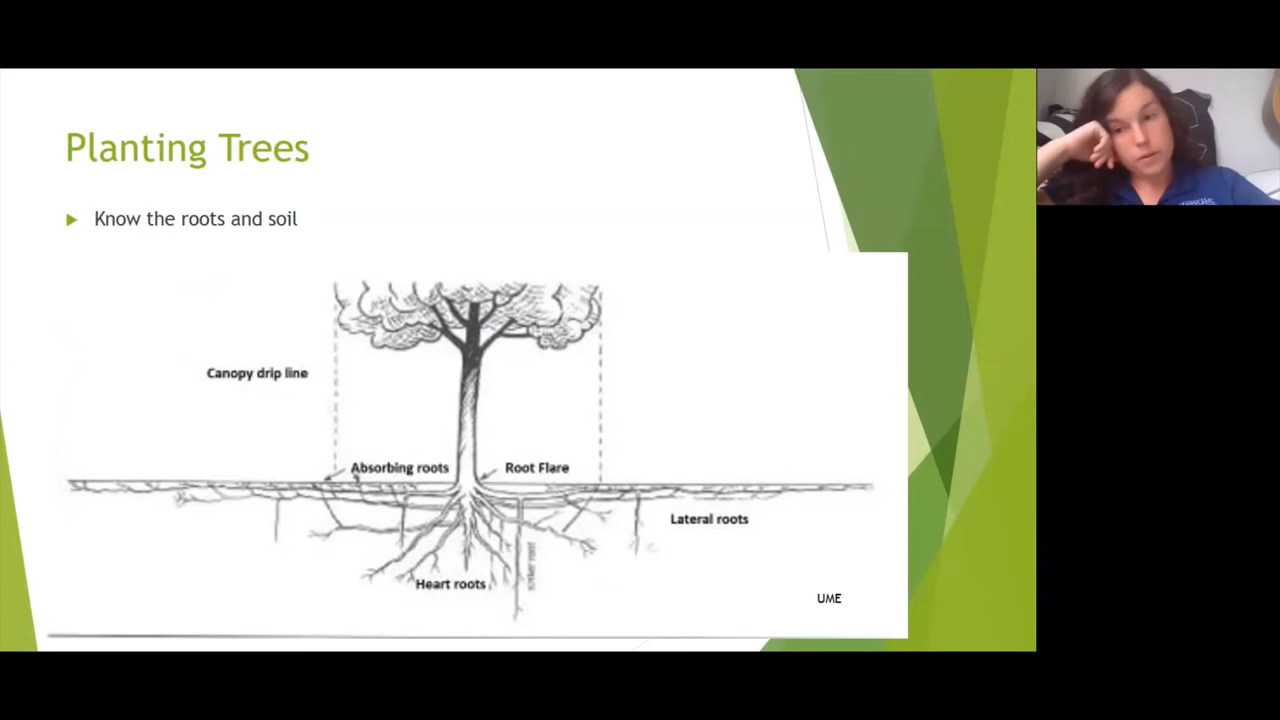 Planting Trees
Know the roots and soil
Canopy drip line
Absorbing roots
Root Flare
Lateral roots
Heart roots
UME